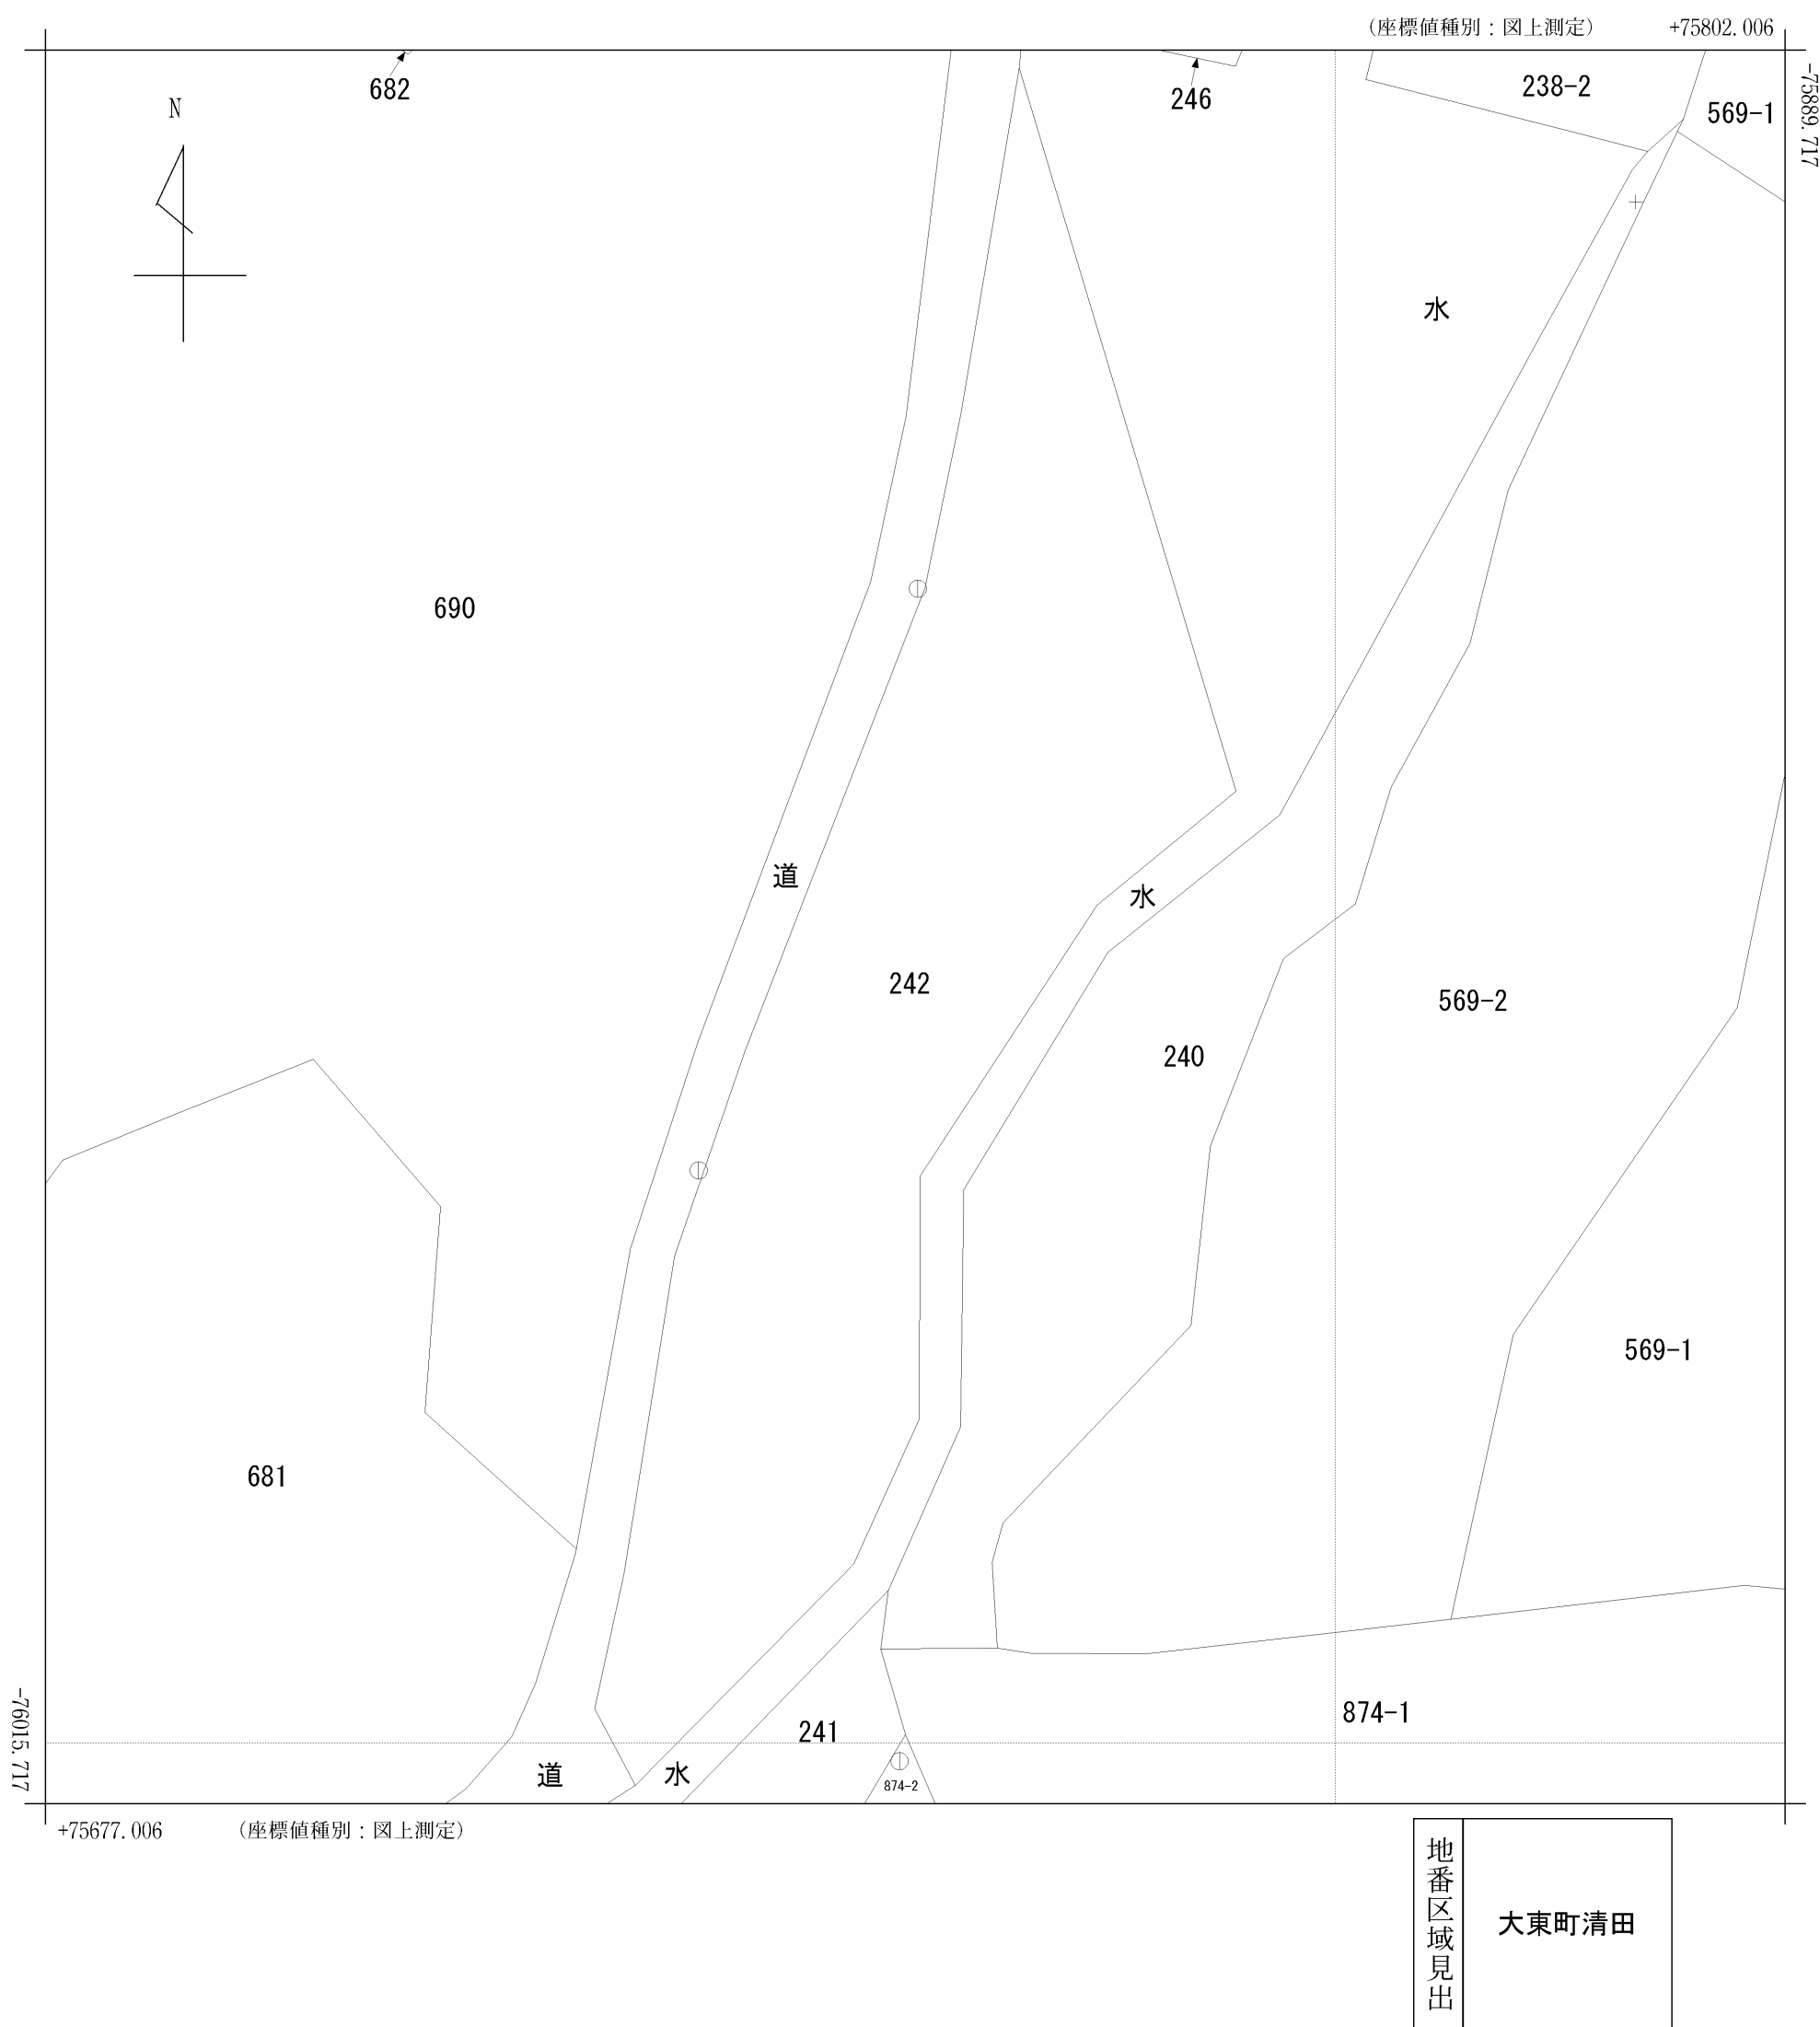 （座標値種別：図上測定） +75802.006
-75889.717
682
246
238-2
569-1
N
水
690
道
水
242
569-2
240
569-1
681
874-1
241
道
水
874-2
-76015.717
+75677.006 （座標値種別：図上測定）
地番区域見出
大東町清田